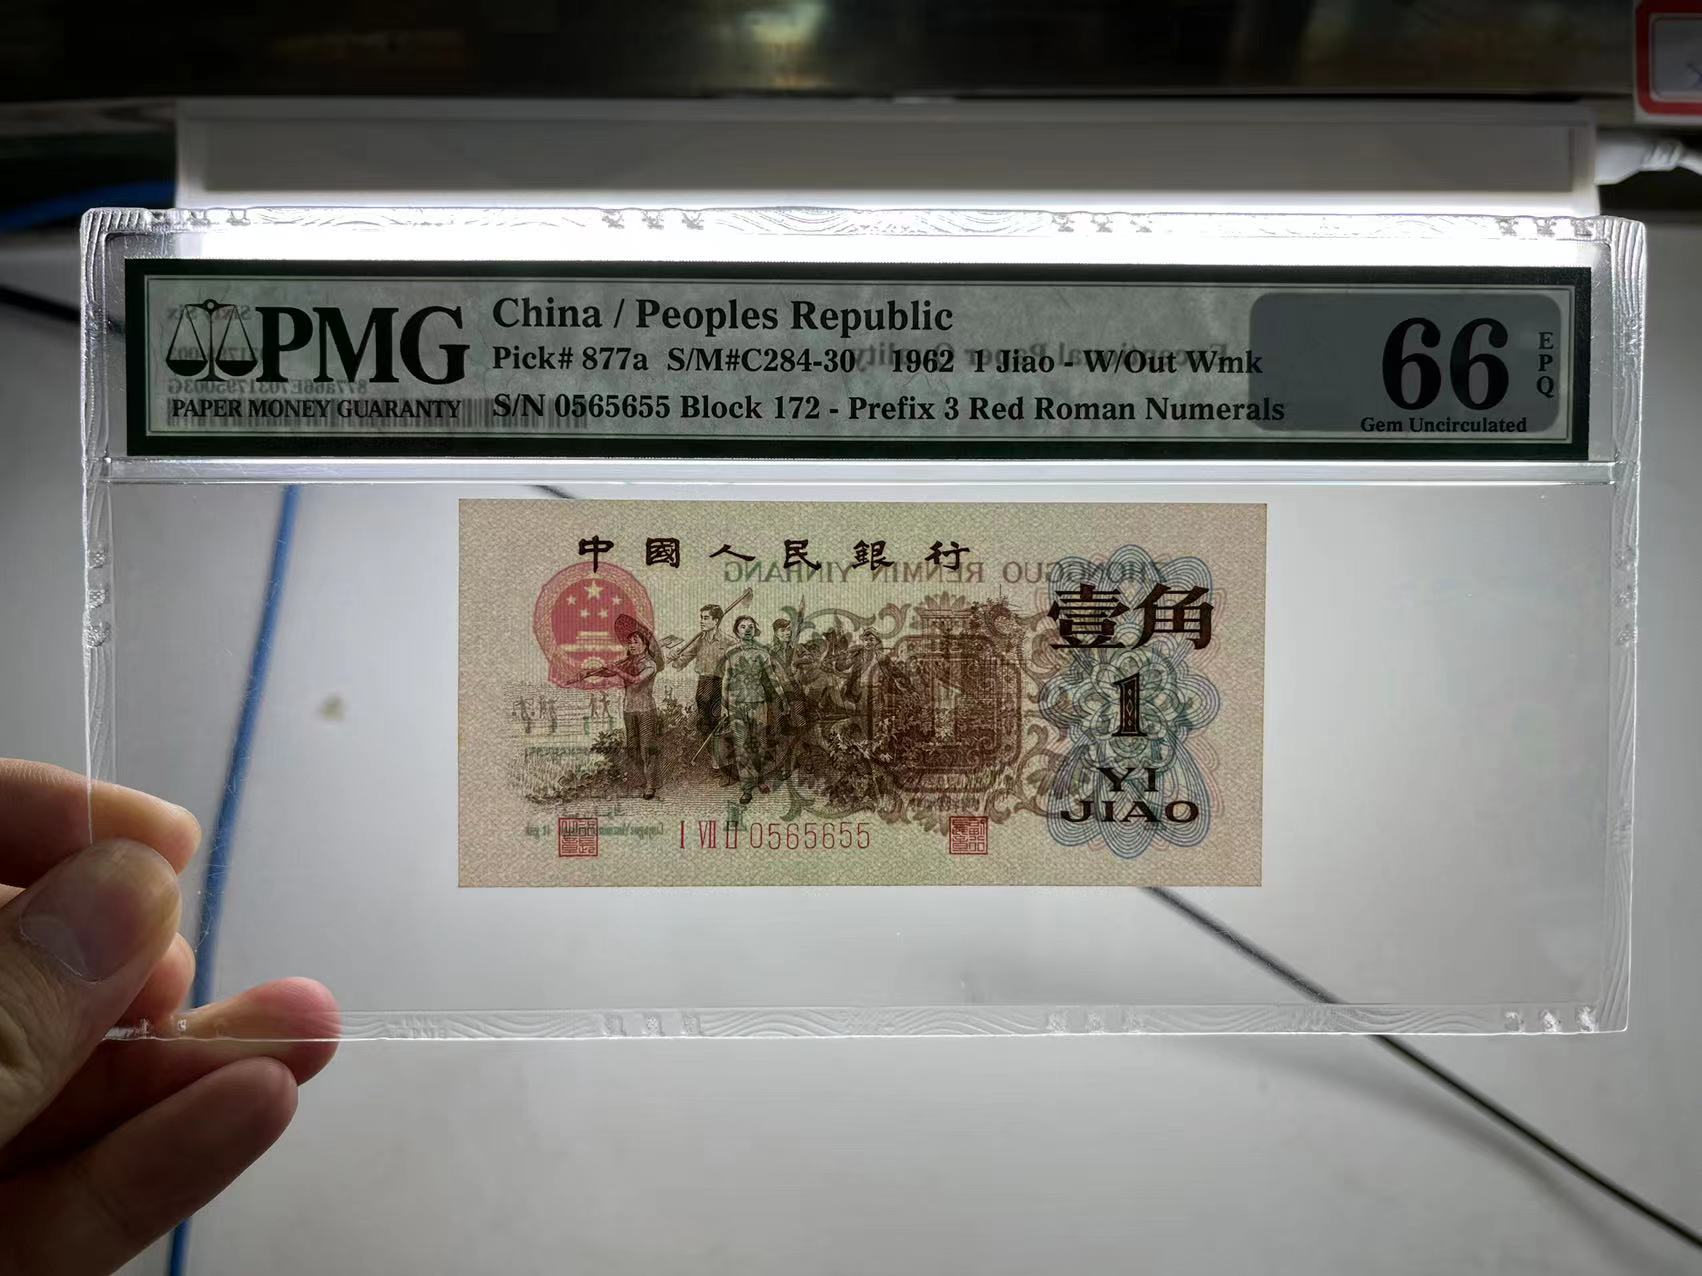 PMG
PAPER MONEY GUARANTY
China / Peoples Republic
Pick# 877a S/M#C284-30 1962 1 Jiao - W/Out Wmk
S/N 0565655 Block 172 - Prefix 3 Red Roman Numerals
66
EPQ
Gem Uncirculated
中國人民銀行
ZHONGGUO RENMIN YINHANG
壹角
1
YI
JIAO
I VII II 0565655